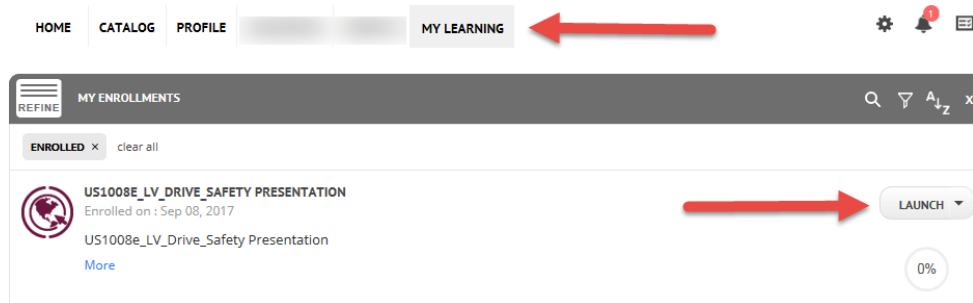 HOME CATALOG PROFILE MY LEARNING
1
REFINE MY ENROLLMENTS A Z X
ENROLLED × clear all
US1008E_LV_DRIVE_SAFETY PRESENTATION
Enrolled on : Sep 08, 2017
LAUNCH
US1008e_LV_Drive_Safety Presentation
More
0%